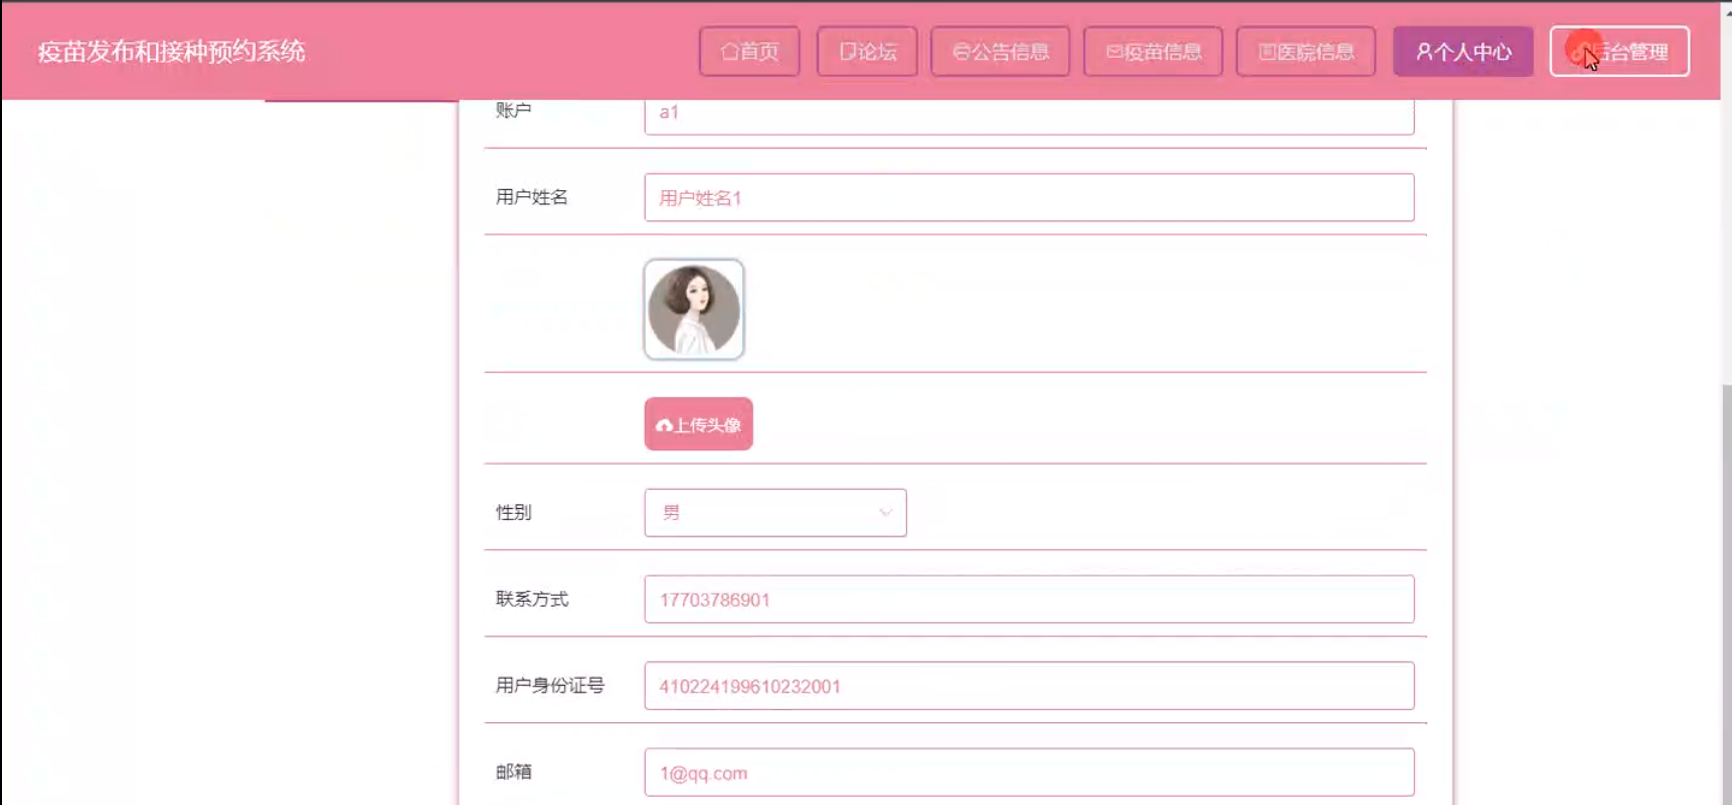 疫苗发布和接种预约系统
首页 论坛 公告信息 疫苗信息 医院信息 个人中心 后台管理
账户 a1
用户姓名 用户姓名1
上传头像
性别 男
联系方式 17703786901
用户身份证号 410224199610232001
邮箱 1@qq.com